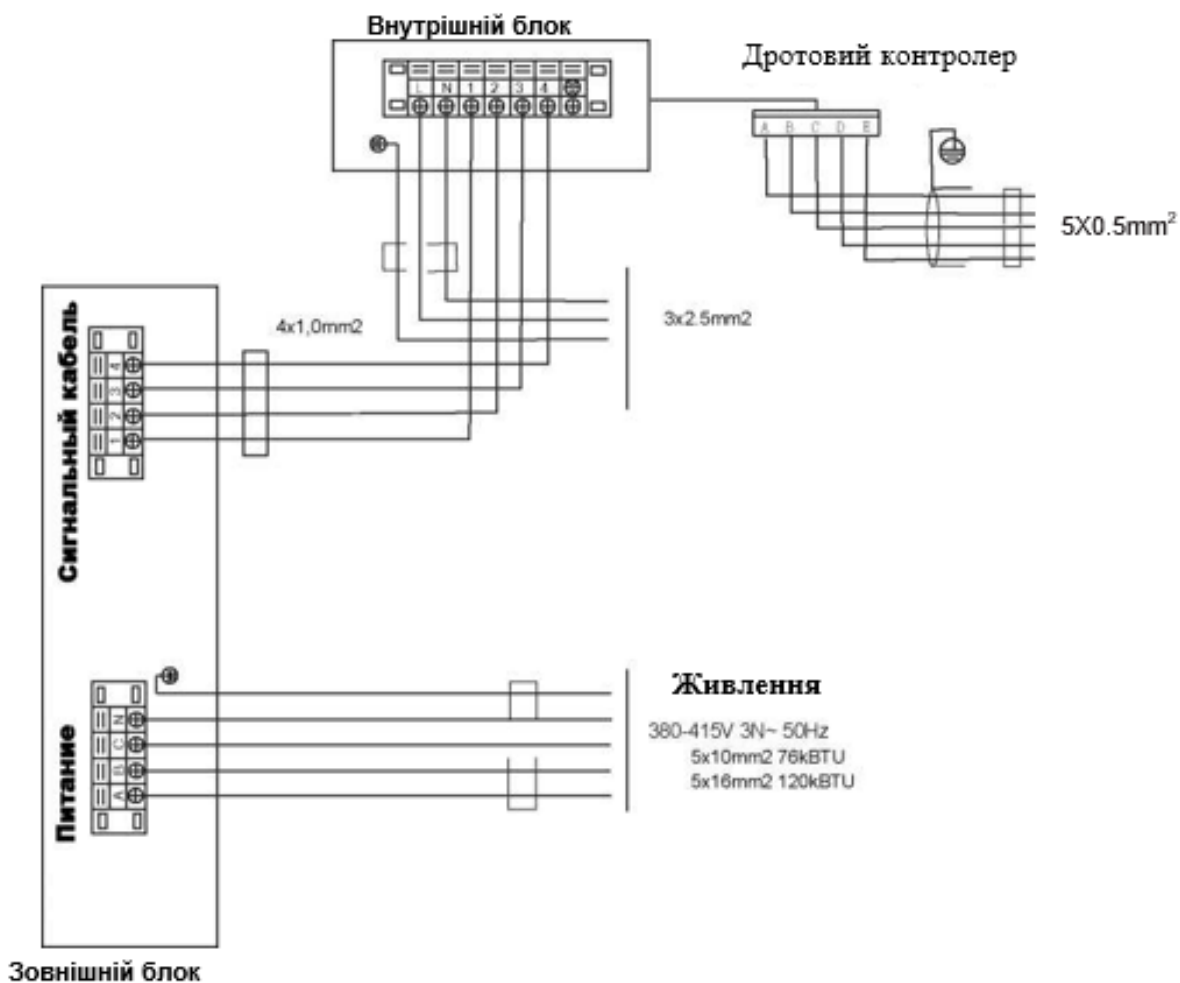 Внутрішній блок
Дротовий контролер
L N 1 2 3 4
A B C D E
5X0.5mm²
3x2.5mm2
4x1,0mm2
Сигнальный кабель
4
3
2
1
Живлення
380-415V 3N~ 50Hz
5x10mm2 76kBTU
5x16mm2 120kBTU
Питание
N
C
B
A
Зовнішній блок